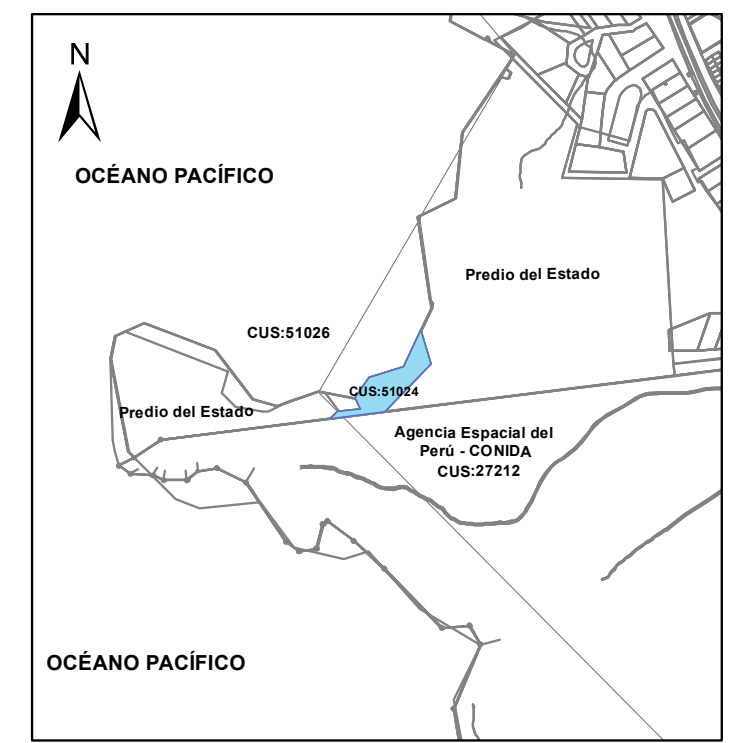 N
OCÉANO PACÍFICO
Predio del Estado
CUS:51026
CUS:51024
Predio del Estado
Agencia Espacial del
Perú - CONIDA
CUS:27212
OCÉANO PACÍFICO